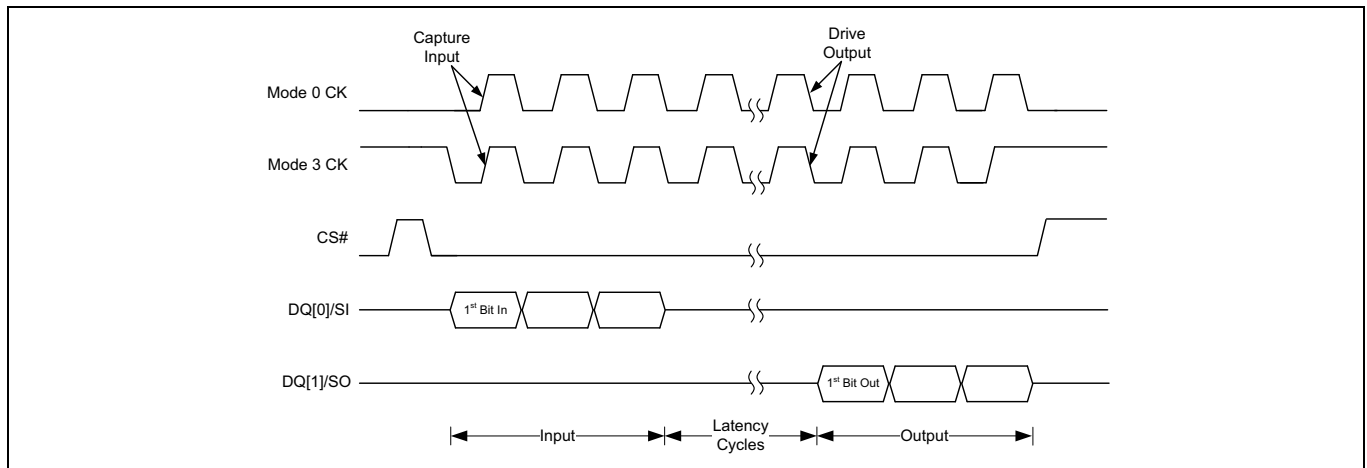 Capture
Input
Drive
Output
Mode 0 CK
Mode 3 CK
CS#
DQ[0]/SI
1st Bit In
DQ[1]/SO
1st Bit Out
Input
Latency
Cycles
Output